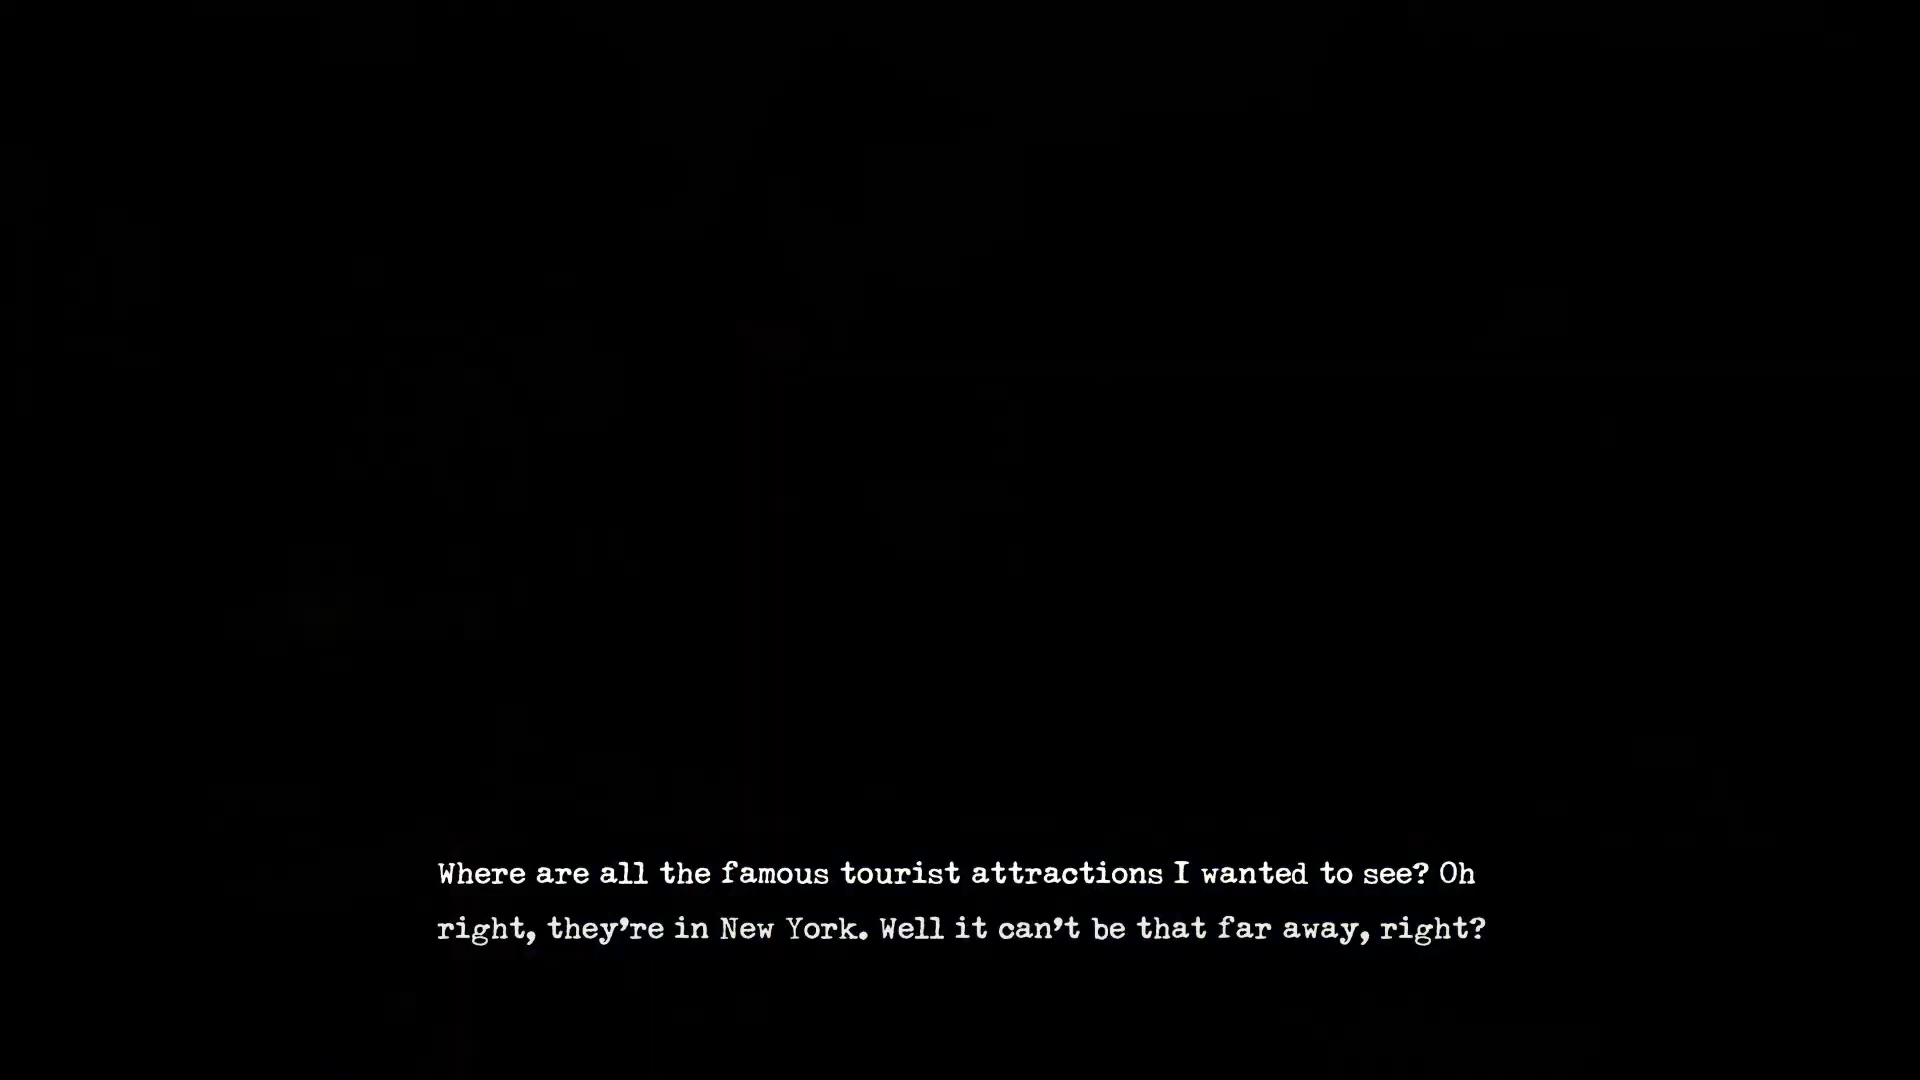 Where are all the famous tourist attractions I wanted to see? Oh
right, they're in New York. Well it can't be that far away, right?